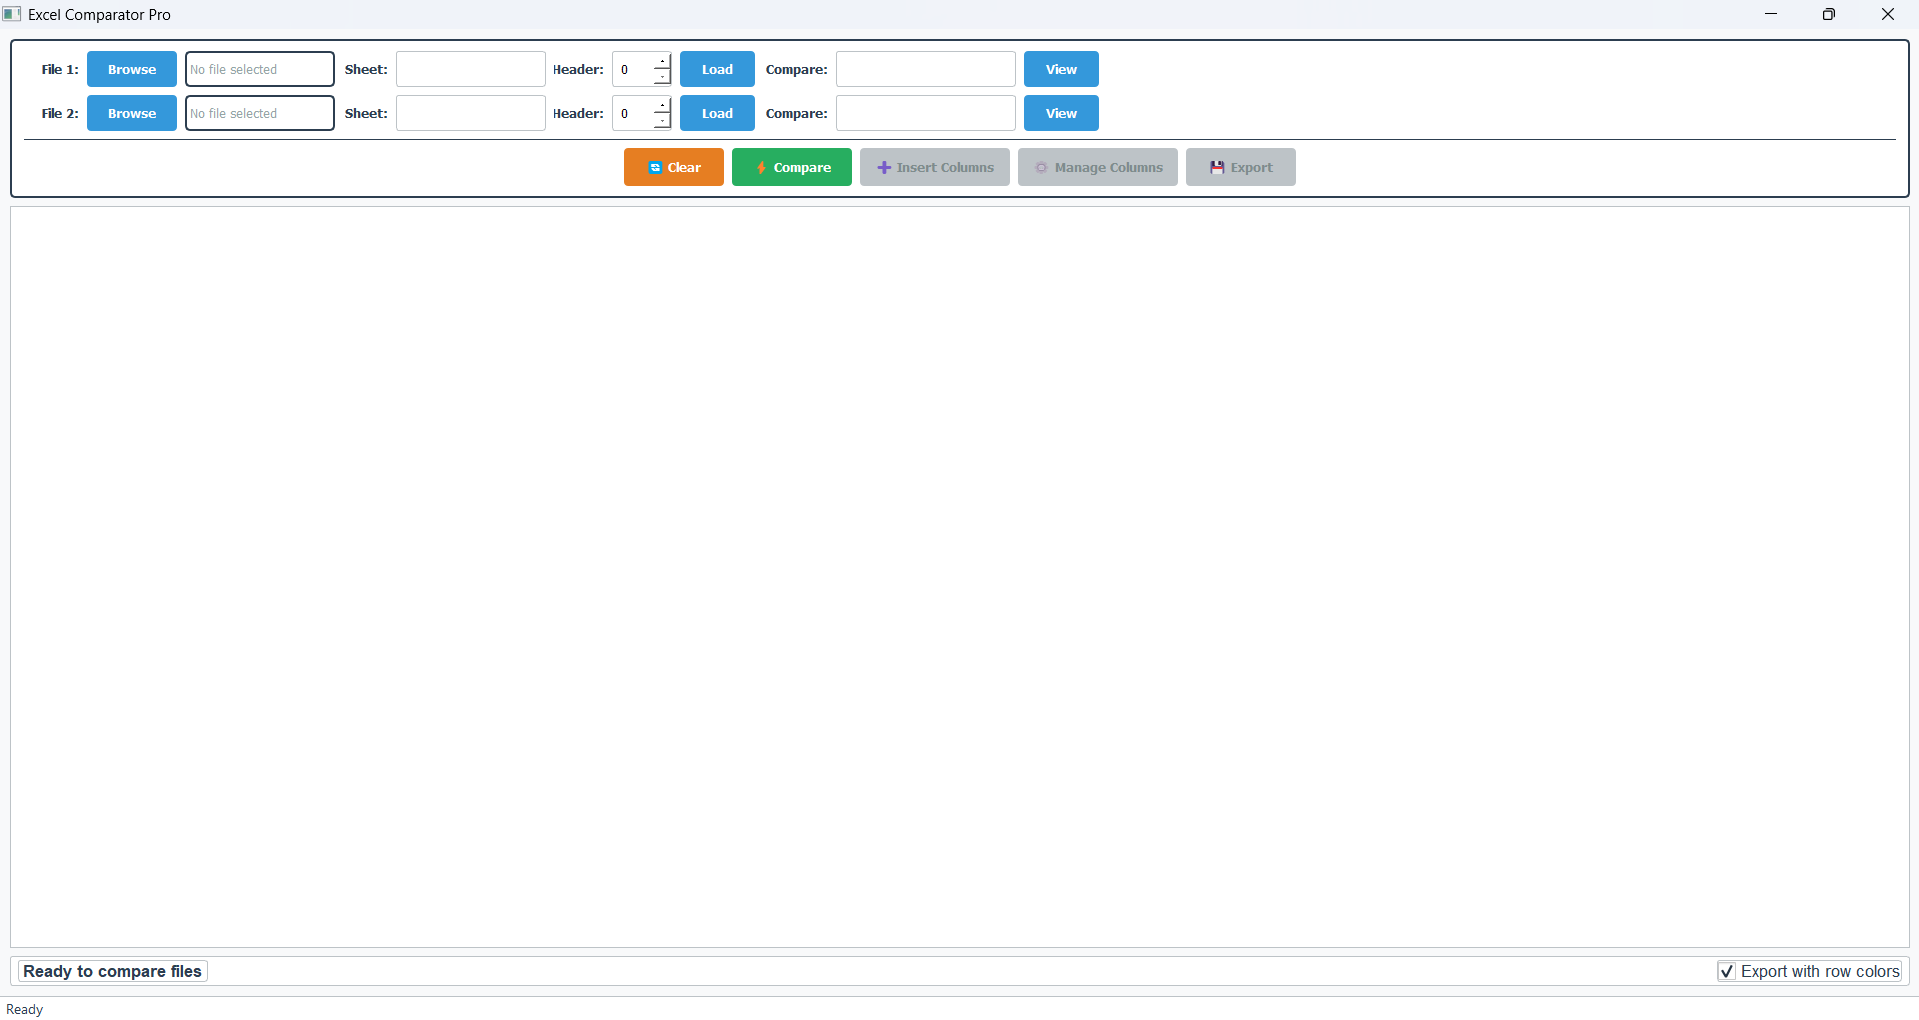 Excel Comparator Pro
File 1: Browse No file selected Sheet: Header: 0 Load Compare: View
File 2: Browse No file selected Sheet: Header: 0 Load Compare: View
Clear Compare Insert Columns Manage Columns Export
Ready to compare files Export with row colors
Ready